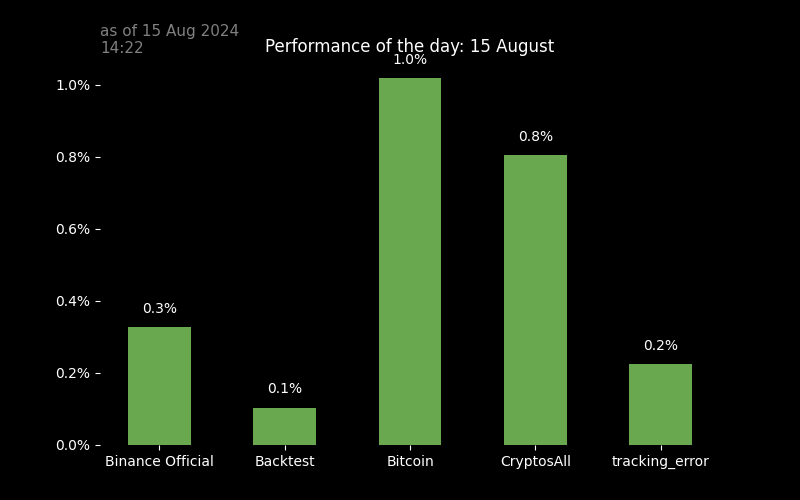 as of 15 Aug 2024
14:22
Performance of the day: 15 August
1.0%
1.0%
0.8%
0.8%
0.6%
0.4%
0.3%
0.2%
0.2%
0.1%
0.0%
Binance Official
Backtest
Bitcoin
CryptosAll
tracking_error